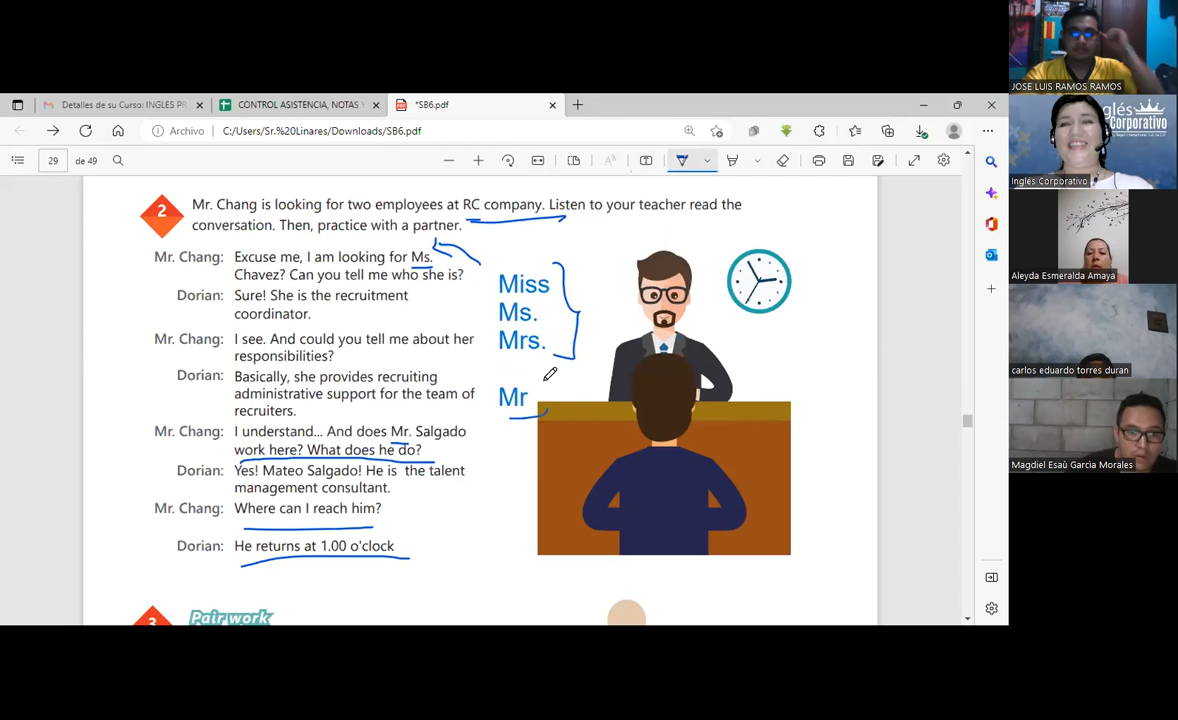 Detalles de su Curso: INGLES PR
CONTROL ASISTENCIA, NOTAS Y
*SB6.pdf
Archivo
C:/Users/Sr.%20Linares/Downloads/SB6.pdf
29
de 49
2
Mr. Chang is looking for two employees at RC company. Listen to your teacher read the
conversation. Then, practice with a partner.
Mr. Chang: Excuse me, I am looking for Ms.
Chavez? Can you tell me who she is?
Dorian: Sure! She is the recruitment
coordinator.
Mr. Chang: I see. And could you tell me about her
responsibilities?
Dorian: Basically, she provides recruiting
administrative support for the team of
recruiters.
Mr. Chang: I understand... And does Mr. Salgado
work here? What does he do?
Dorian: Yes! Mateo Salgado! He is the talent
management consultant.
Mr. Chang: Where can I reach him?
Dorian: He returns at 1.00 o'clock
Miss
Ms.
Mrs.
Mr
3
Pair work
JOSE LUIS RAMOS RAMOS
Inglés Corporativo
Aleyda Esmeralda Amaya
carlos eduardo torres duran
Magdiel Esaú García Morales